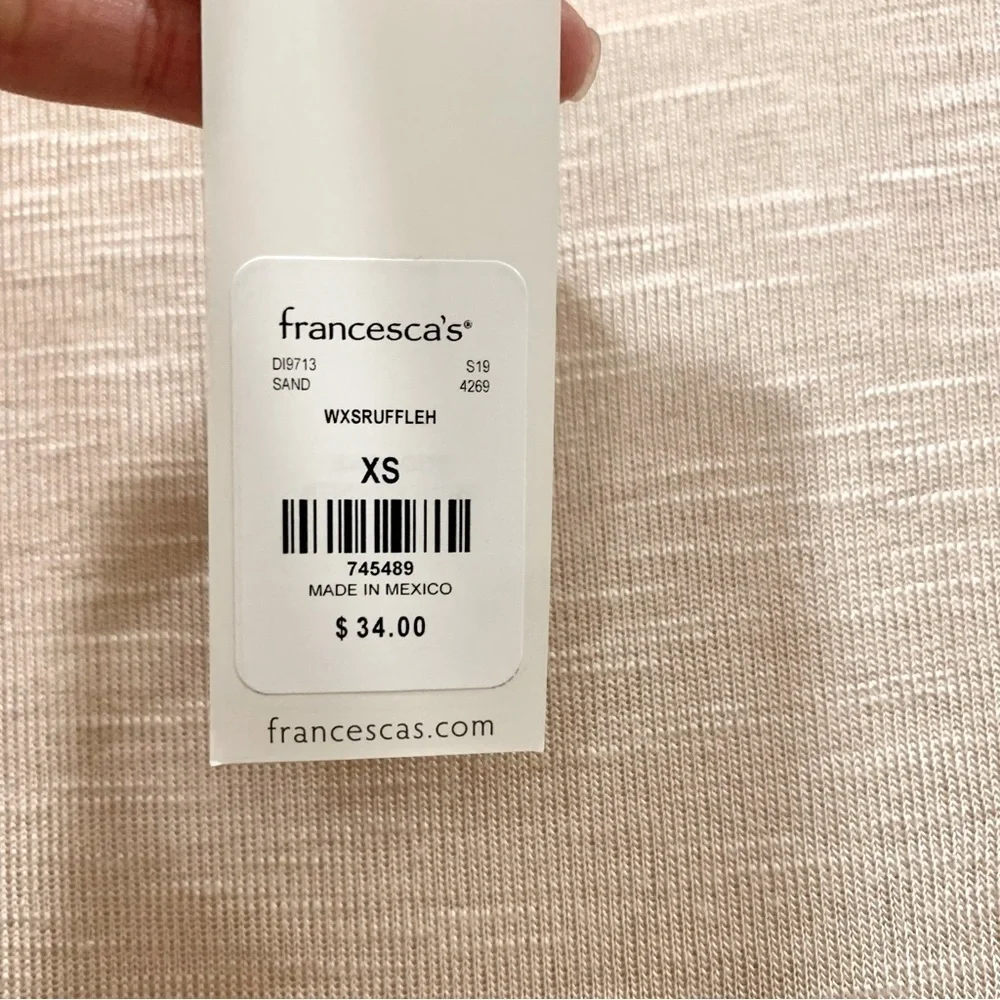 francesca's®
DI9713 S19
SAND 4269
WXSRUFFLEH
XS
745489
MADE IN MEXICO
$ 34.00
francescas.com